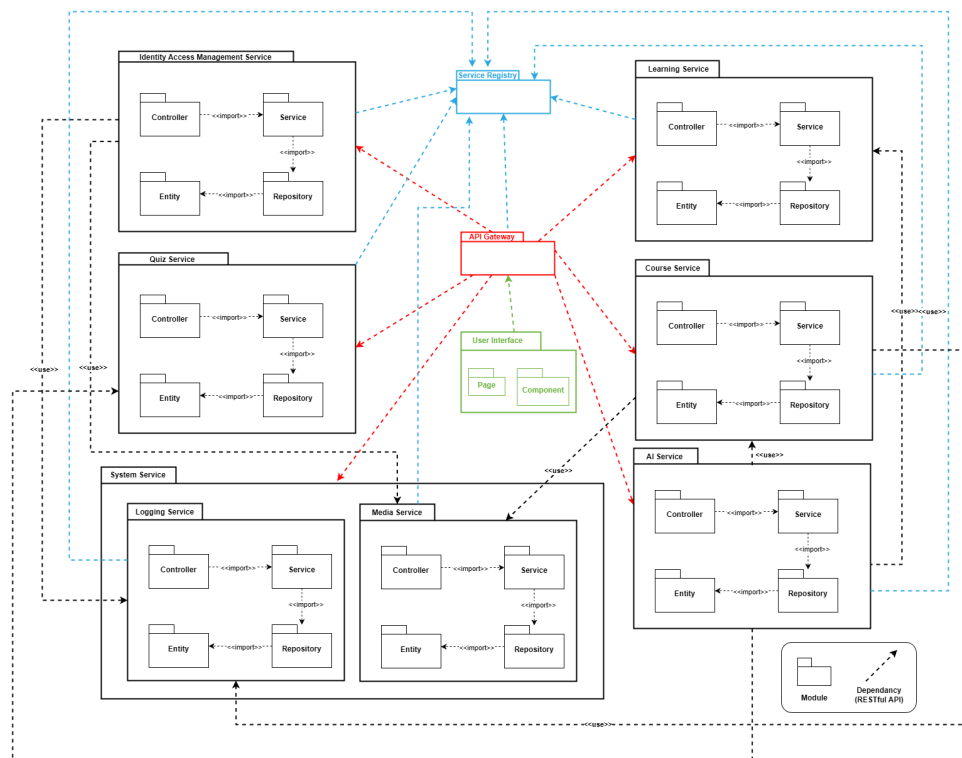 Identity Access Management Service
Controller
<<import>>
Service
<<import>>
Entity
<<import>>
Repository
Service Registry
Learning Service
Controller
<<import>>
Service
<<import>>
Entity
<<import>>
Repository
API Gateway
Quiz Service
Controller
<<import>>
Service
<<import>>
Entity
<<import>>
Repository
User Interface
Page
Component
Course Service
Controller
<<import>>
Service
<<import>>
Entity
<<import>>
Repository
<<use>>
<<use>>
<<use>>
<<use>>
<<use>>
<<use>>
System Service
Logging Service
Controller
<<import>>
Service
<<import>>
Entity
<<import>>
Repository
Media Service
Controller
<<import>>
Service
<<import>>
Entity
<<import>>
Repository
AI Service
Controller
<<import>>
Service
<<import>>
Entity
<<import>>
Repository
<<use>>
Module
Dependancy
(RESTful API)